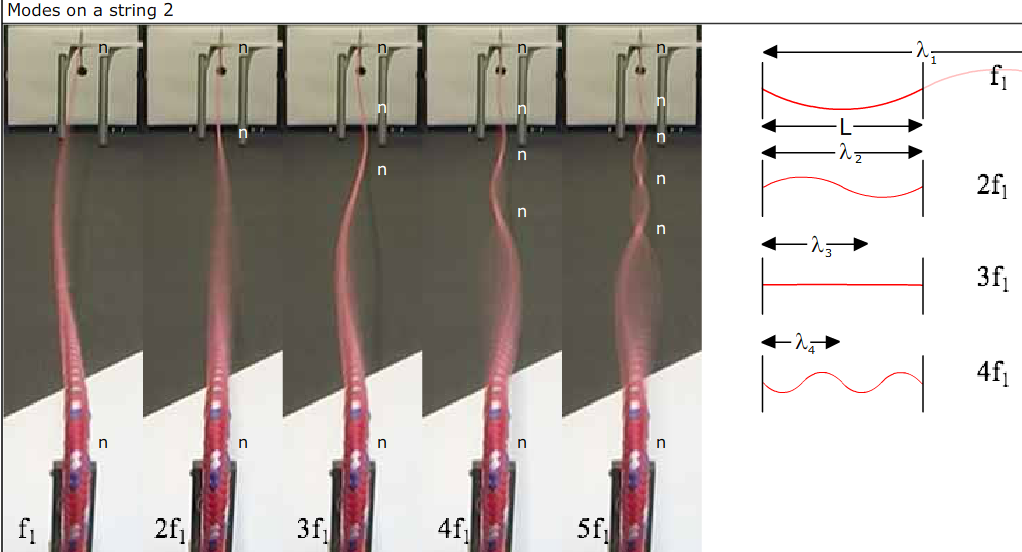 Modes on a string 2
n n n n n
n n n
n n n
n n
n n
n
n n n n n
f₁ 2f₁ 3f₁ 4f₁ 5f₁
λ₁
f₁
L
λ₂
2f₁
λ₃
3f₁
λ₄
4f₁